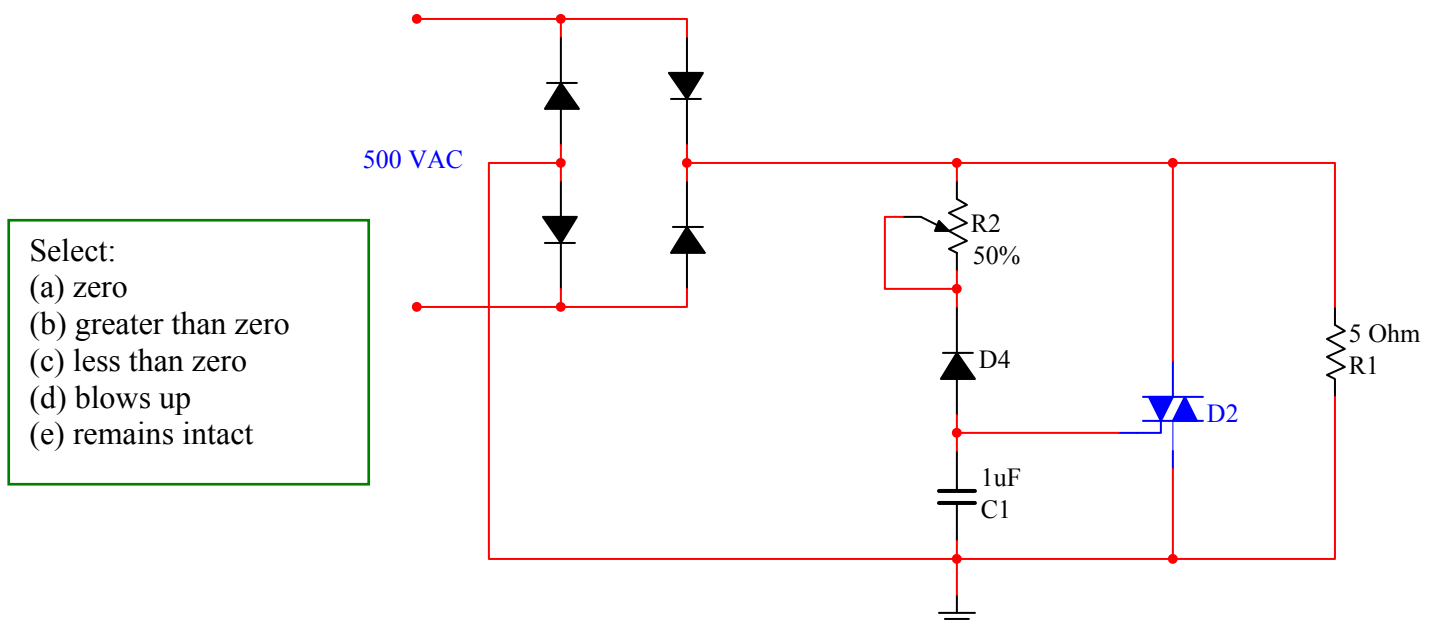 500 VAC
Select:
(a) zero
(b) greater than zero
(c) less than zero
(d) blows up
(e) remains intact
R2
50%
D4
1uF
C1
D2
5 Ohm
R1